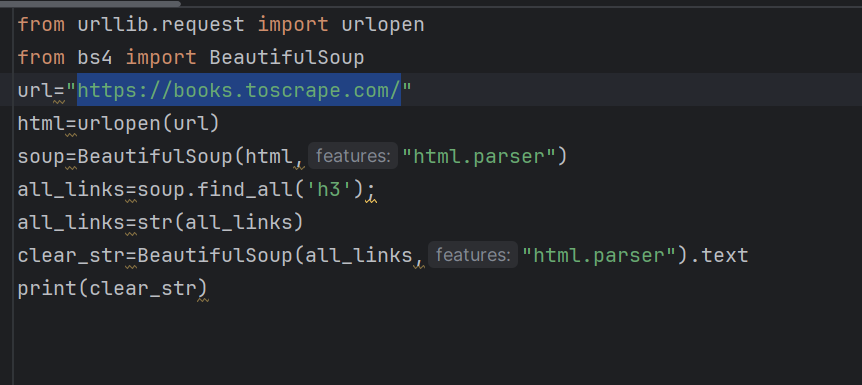 from urllib.request import urlopen
from bs4 import BeautifulSoup
url="https://books.toscrape.com/"
html=urlopen(url)
soup=BeautifulSoup(html, features: "html.parser")
all_links=soup.find_all('h3');
all_links=str(all_links)
clear_str=BeautifulSoup(all_links, features: "html.parser").text
print(clear_str)